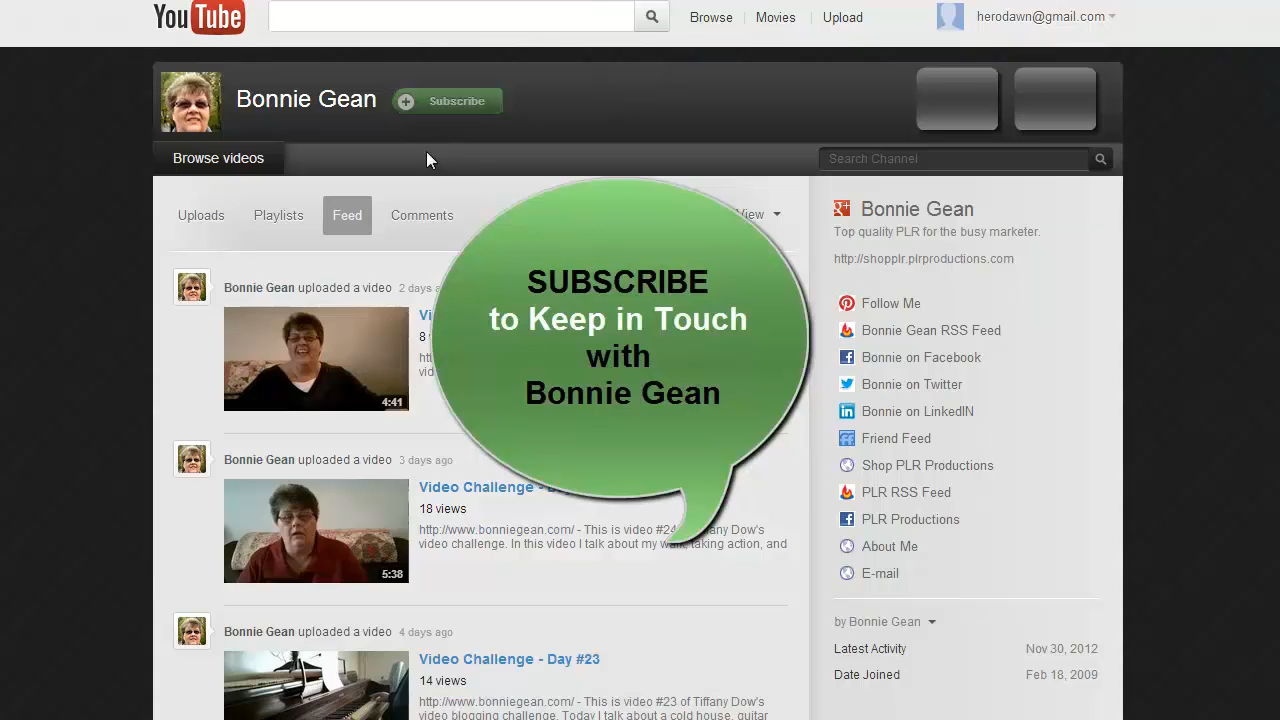 YouTube
Browse
Movies
Upload
herodawn@gmail.com
Bonnie Gean
Subscribe
Browse videos
Search Channel
Uploads
Playlists
Feed
Comments
View
SUBSCRIBE
to Keep in Touch
with
Bonnie Gean
Bonnie Gean uploaded a video 2 days
4:41
8
Bonnie Gean uploaded a video 3 days ago
5:38
Video Challenge -
18 views
http://www.bonniegean.com/ - This is video #24 Dow's
video challenge. In this video I talk about my walk, taking action, and
Bonnie Gean uploaded a video 4 days ago
Video Challenge - Day #23
14 views
http://www.bonniegean.com/ - This is video #23 of Tiffany Dow's
video blogging challenge. Today I talk about a cold house, guitar
Bonnie Gean
Top quality PLR for the busy marketer.
http://shopplr.plrproductions.com
Follow Me
Bonnie Gean RSS Feed
Bonnie on Facebook
Bonnie on Twitter
Bonnie on LinkedIN
Friend Feed
Shop PLR Productions
PLR RSS Feed
PLR Productions
About Me
E-mail
by Bonnie Gean
Latest Activity Nov 30, 2012
Date Joined Feb 18, 2009